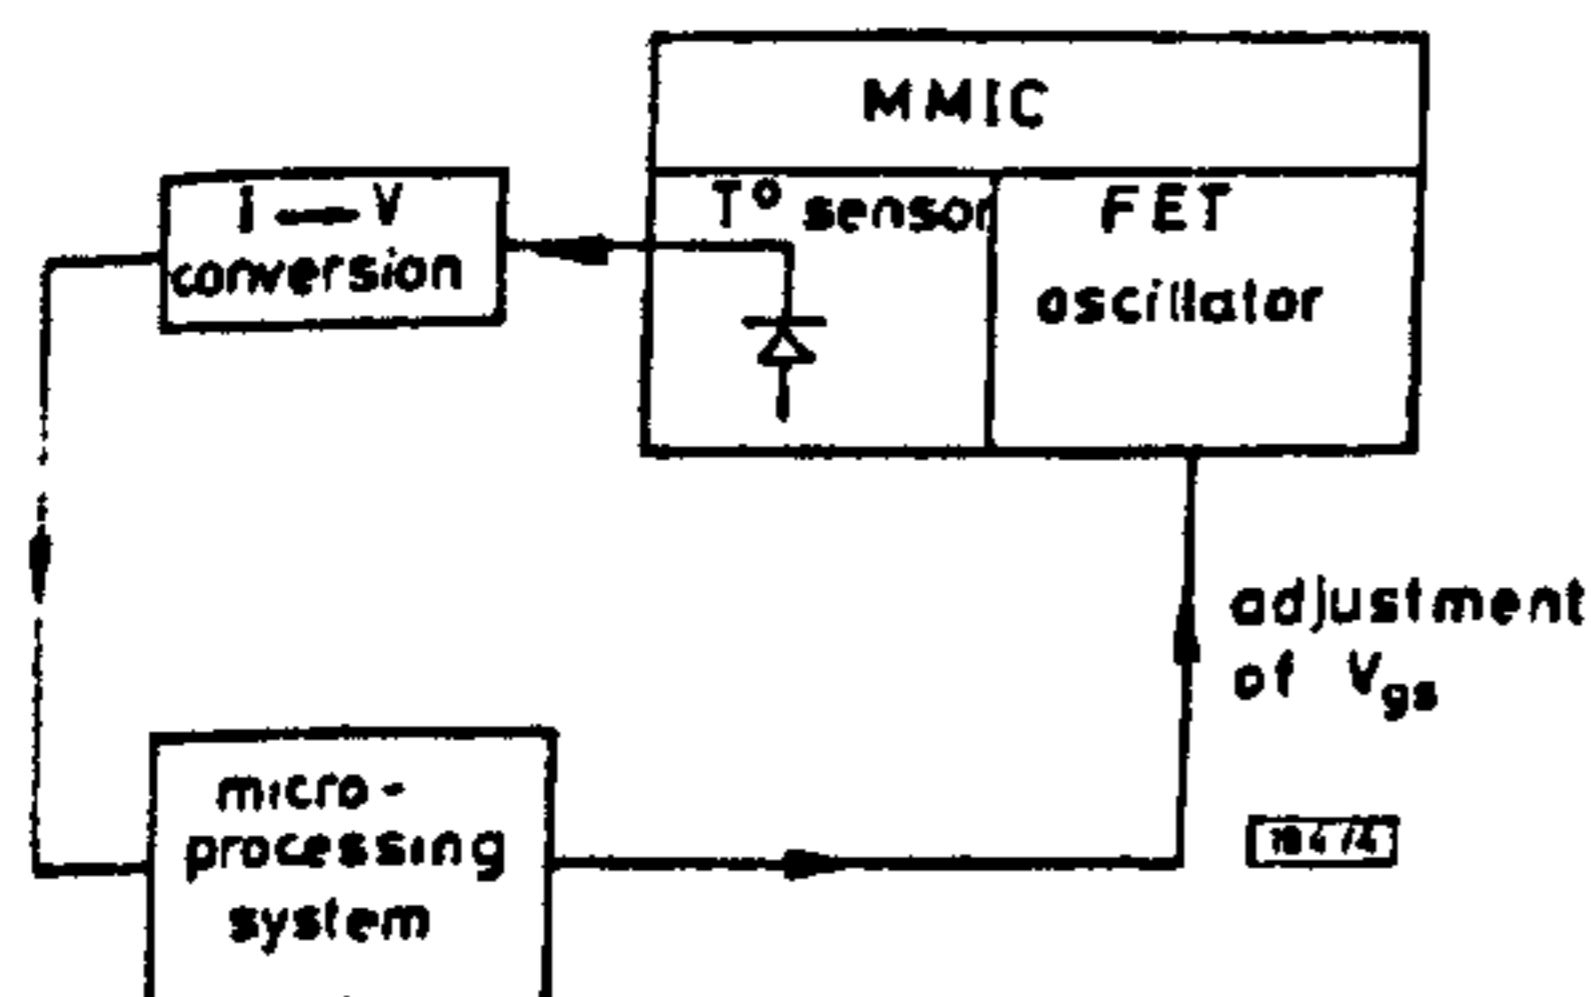 MMIC
I → V
conversion
T° sensor
FET
oscillator
adjustment
of Vgs
micro-
processing
system